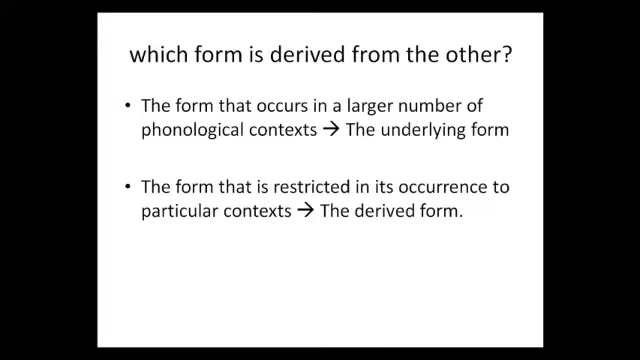 which form is derived from the other?
• The form that occurs in a larger number of
phonological contexts → The underlying form
• The form that is restricted in its occurrence to
particular contexts → The derived form.